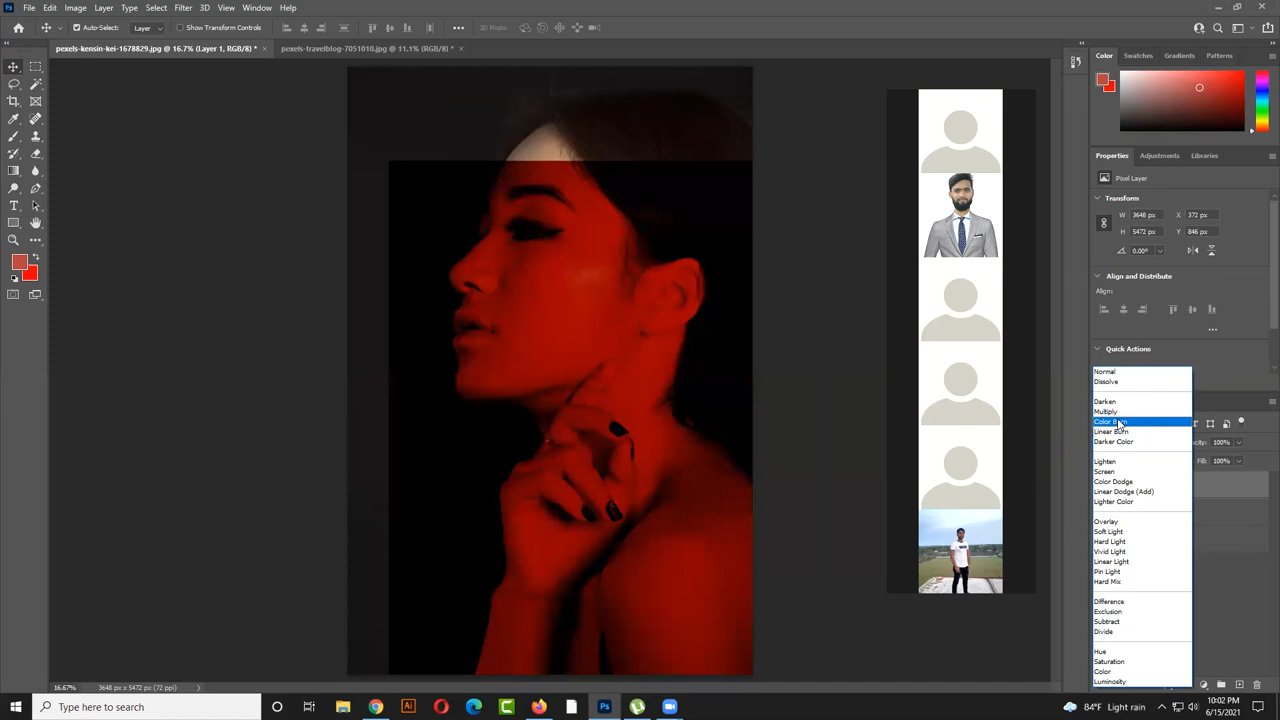 Ps File Edit Image Layer Type Select Filter 3D View Window Help
Auto-Select: Layer Show Transform Controls 3D Mode:
pexels-kensin-kei-1678829.jpg @ 16.7% (Layer 1, RGB/8) * × pexels-travelblog-7051010.jpg @ 11.1% (RGB/8) * ×
Color Swatches Gradients Patterns
Properties Adjustments Libraries
Pixel Layer
Transform
W 3648 px X 372 px
H 5472 px Y 846 px
0.00°
Align and Distribute
Align:
Quick Actions
Normal
Dissolve
Darken
Multiply
Color Burn
Linear Burn
Darker Color
100%
Lighten
Fill: 100%
Screen
Color Dodge
Linear Dodge (Add)
Lighter Color
Overlay
Soft Light
Hard Light
Vivid Light
Linear Light
Pin Light
Hard Mix
Difference
Exclusion
Subtract
Divide
Hue
Saturation
Color
Luminosity
16.67% 3648 px x 5472 px (72 ppi)
Type here to search
Ai
Ps
84°F Light rain
10:02 PM
6/15/2021